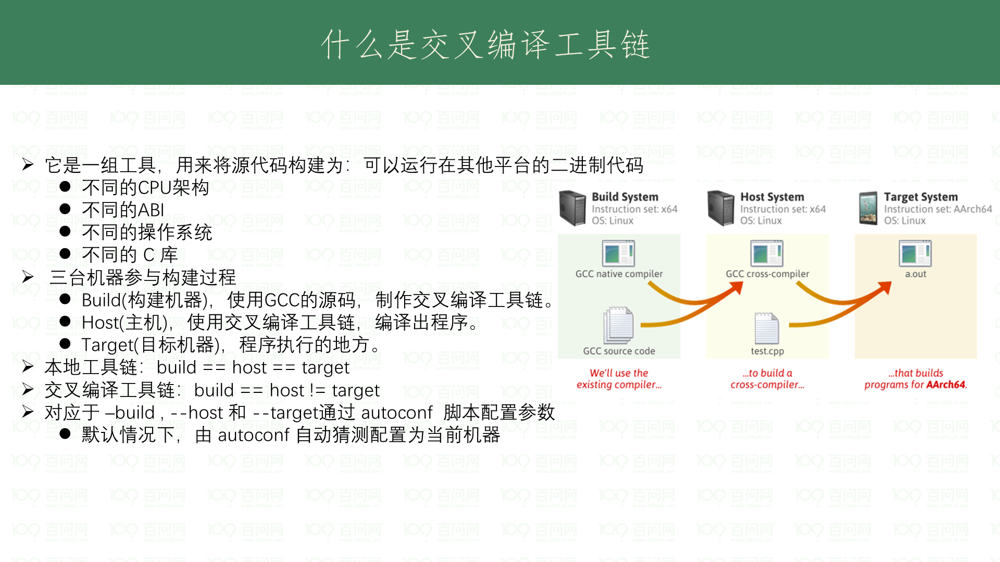 什么是交叉编译工具链
它是一组工具，用来将源代码构建为：可以运行在其他平台的二进制代码
不同的CPU架构
不同的ABI
不同的操作系统
不同的 C 库
三台机器参与构建过程
Build(构建机器)，使用GCC的源码，制作交叉编译工具链。
Host(主机)，使用交叉编译工具链，编译出程序。
Target(目标机器)，程序执行的地方。
本地工具链：build == host == target
交叉编译工具链：build == host != target
对应于 –build , --host 和 --target通过 autoconf 脚本配置参数
默认情况下，由 autoconf 自动猜测配置为当前机器
Build System
Instruction set: x64
OS: Linux
GCC native compiler
GCC source code
We'll use the
existing compiler...
Host System
Instruction set: x64
OS: Linux
GCC cross-compiler
test.cpp
...to build a
cross-compiler...
Target System
Instruction set: AArch64
OS: Linux
a.out
...that builds
programs for AArch64.
百问网
www.100ask.net